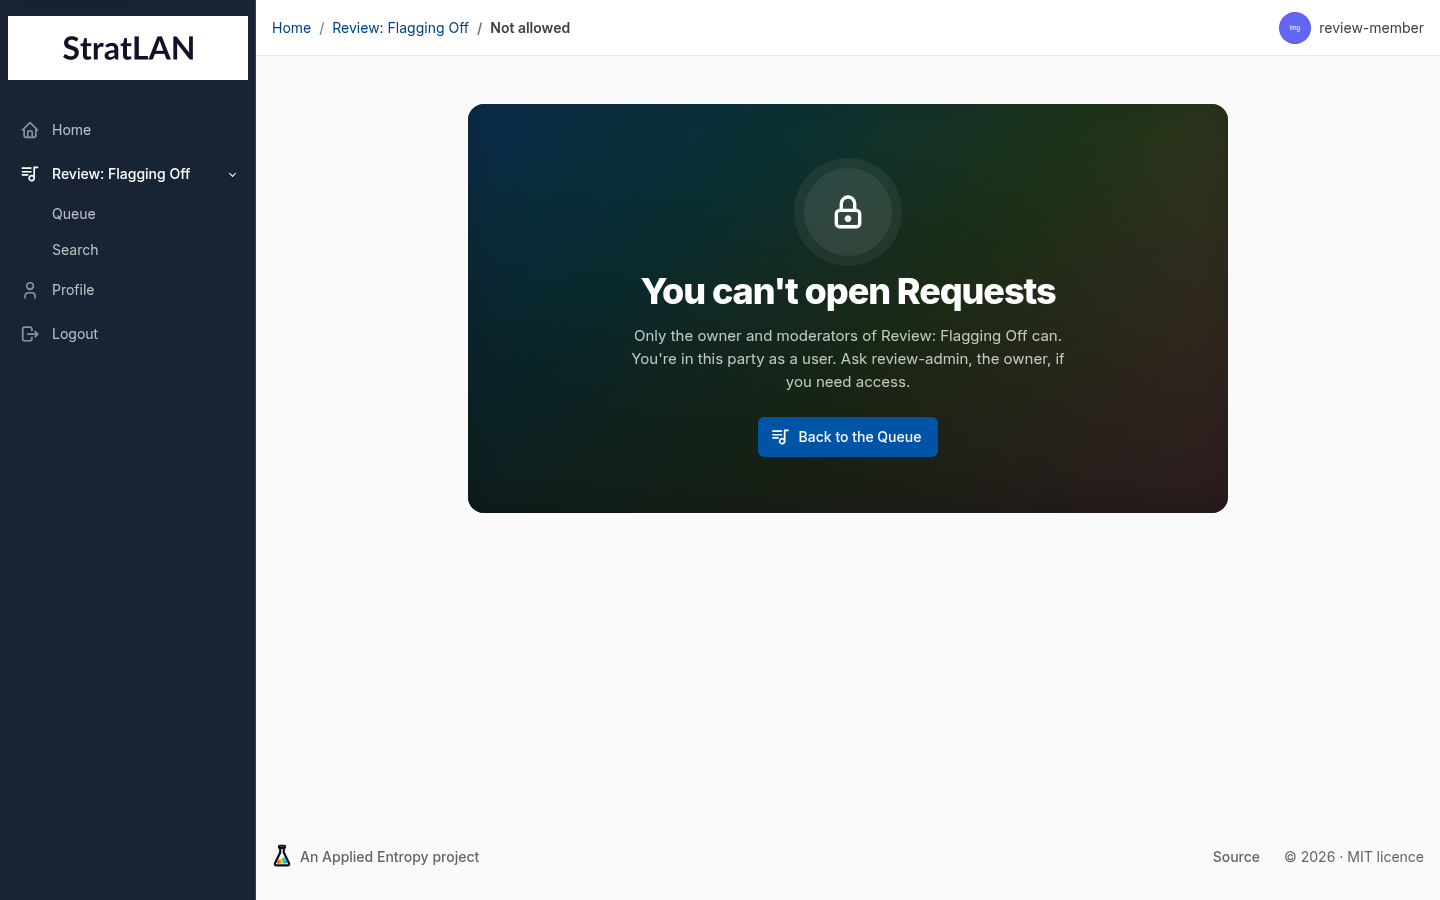 StratLAN
Home / Review: Flagging Off / Not allowed
img review-member
Home
Review: Flagging Off
Queue
Search
Profile
Logout
You can't open Requests
Only the owner and moderators of Review: Flagging Off can.
You're in this party as a user. Ask review-admin, the owner, if
you need access.
Back to the Queue
An Applied Entropy project
Source © 2026 · MIT licence